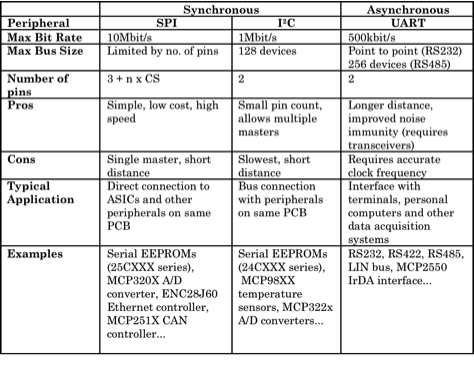 Synchronous Asynchronous
Peripheral SPI I²C UART
Max Bit Rate 10Mbit/s 1Mbit/s 500kbit/s
Max Bus Size Limited by no. of pins 128 devices Point to point (RS232)
256 devices (RS485)
Number of 3 + n x CS 2 2
pins
Pros Simple, low cost, high Small pin count, Longer distance,
speed allows multiple improved noise
masters immunity (requires
transceivers)
Cons Single master, short Slowest, short Requires accurate
distance distance clock frequency
Typical Direct connection to Bus connection Interface with
Application ASICs and other with peripherals terminals, personal
peripherals on same on same PCB computers and other
PCB data acquisition
systems
Examples Serial EEPROMs Serial EEPROMs RS232, RS422, RS485,
(25CXXX series), (24CXXX series), LIN bus, MCP2550
MCP320X A/D MCP98XX IrDA interface...
converter, ENC28J60 temperature
Ethernet controller, sensors, MCP322x
MCP251X CAN A/D converters...
controller...